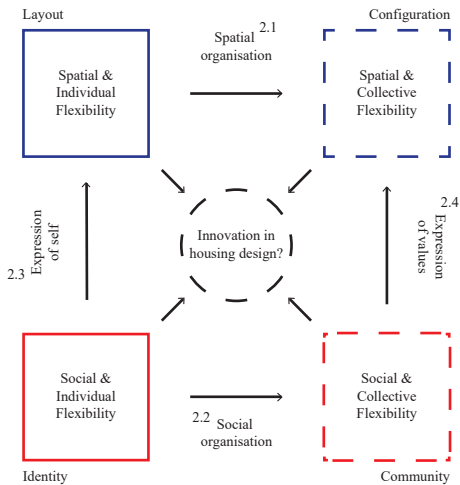 Layout
Configuration
Spatial 2.1
organisation
Spatial &
Individual
Flexibility
Spatial &
Collective
Flexibility
2.3
Expression
of self
Innovation in
housing design?
2.4
Expression
of values
Social &
Individual
Flexibility
2.2
Social
organisation
Social &
Collective
Flexibility
Identity
Community